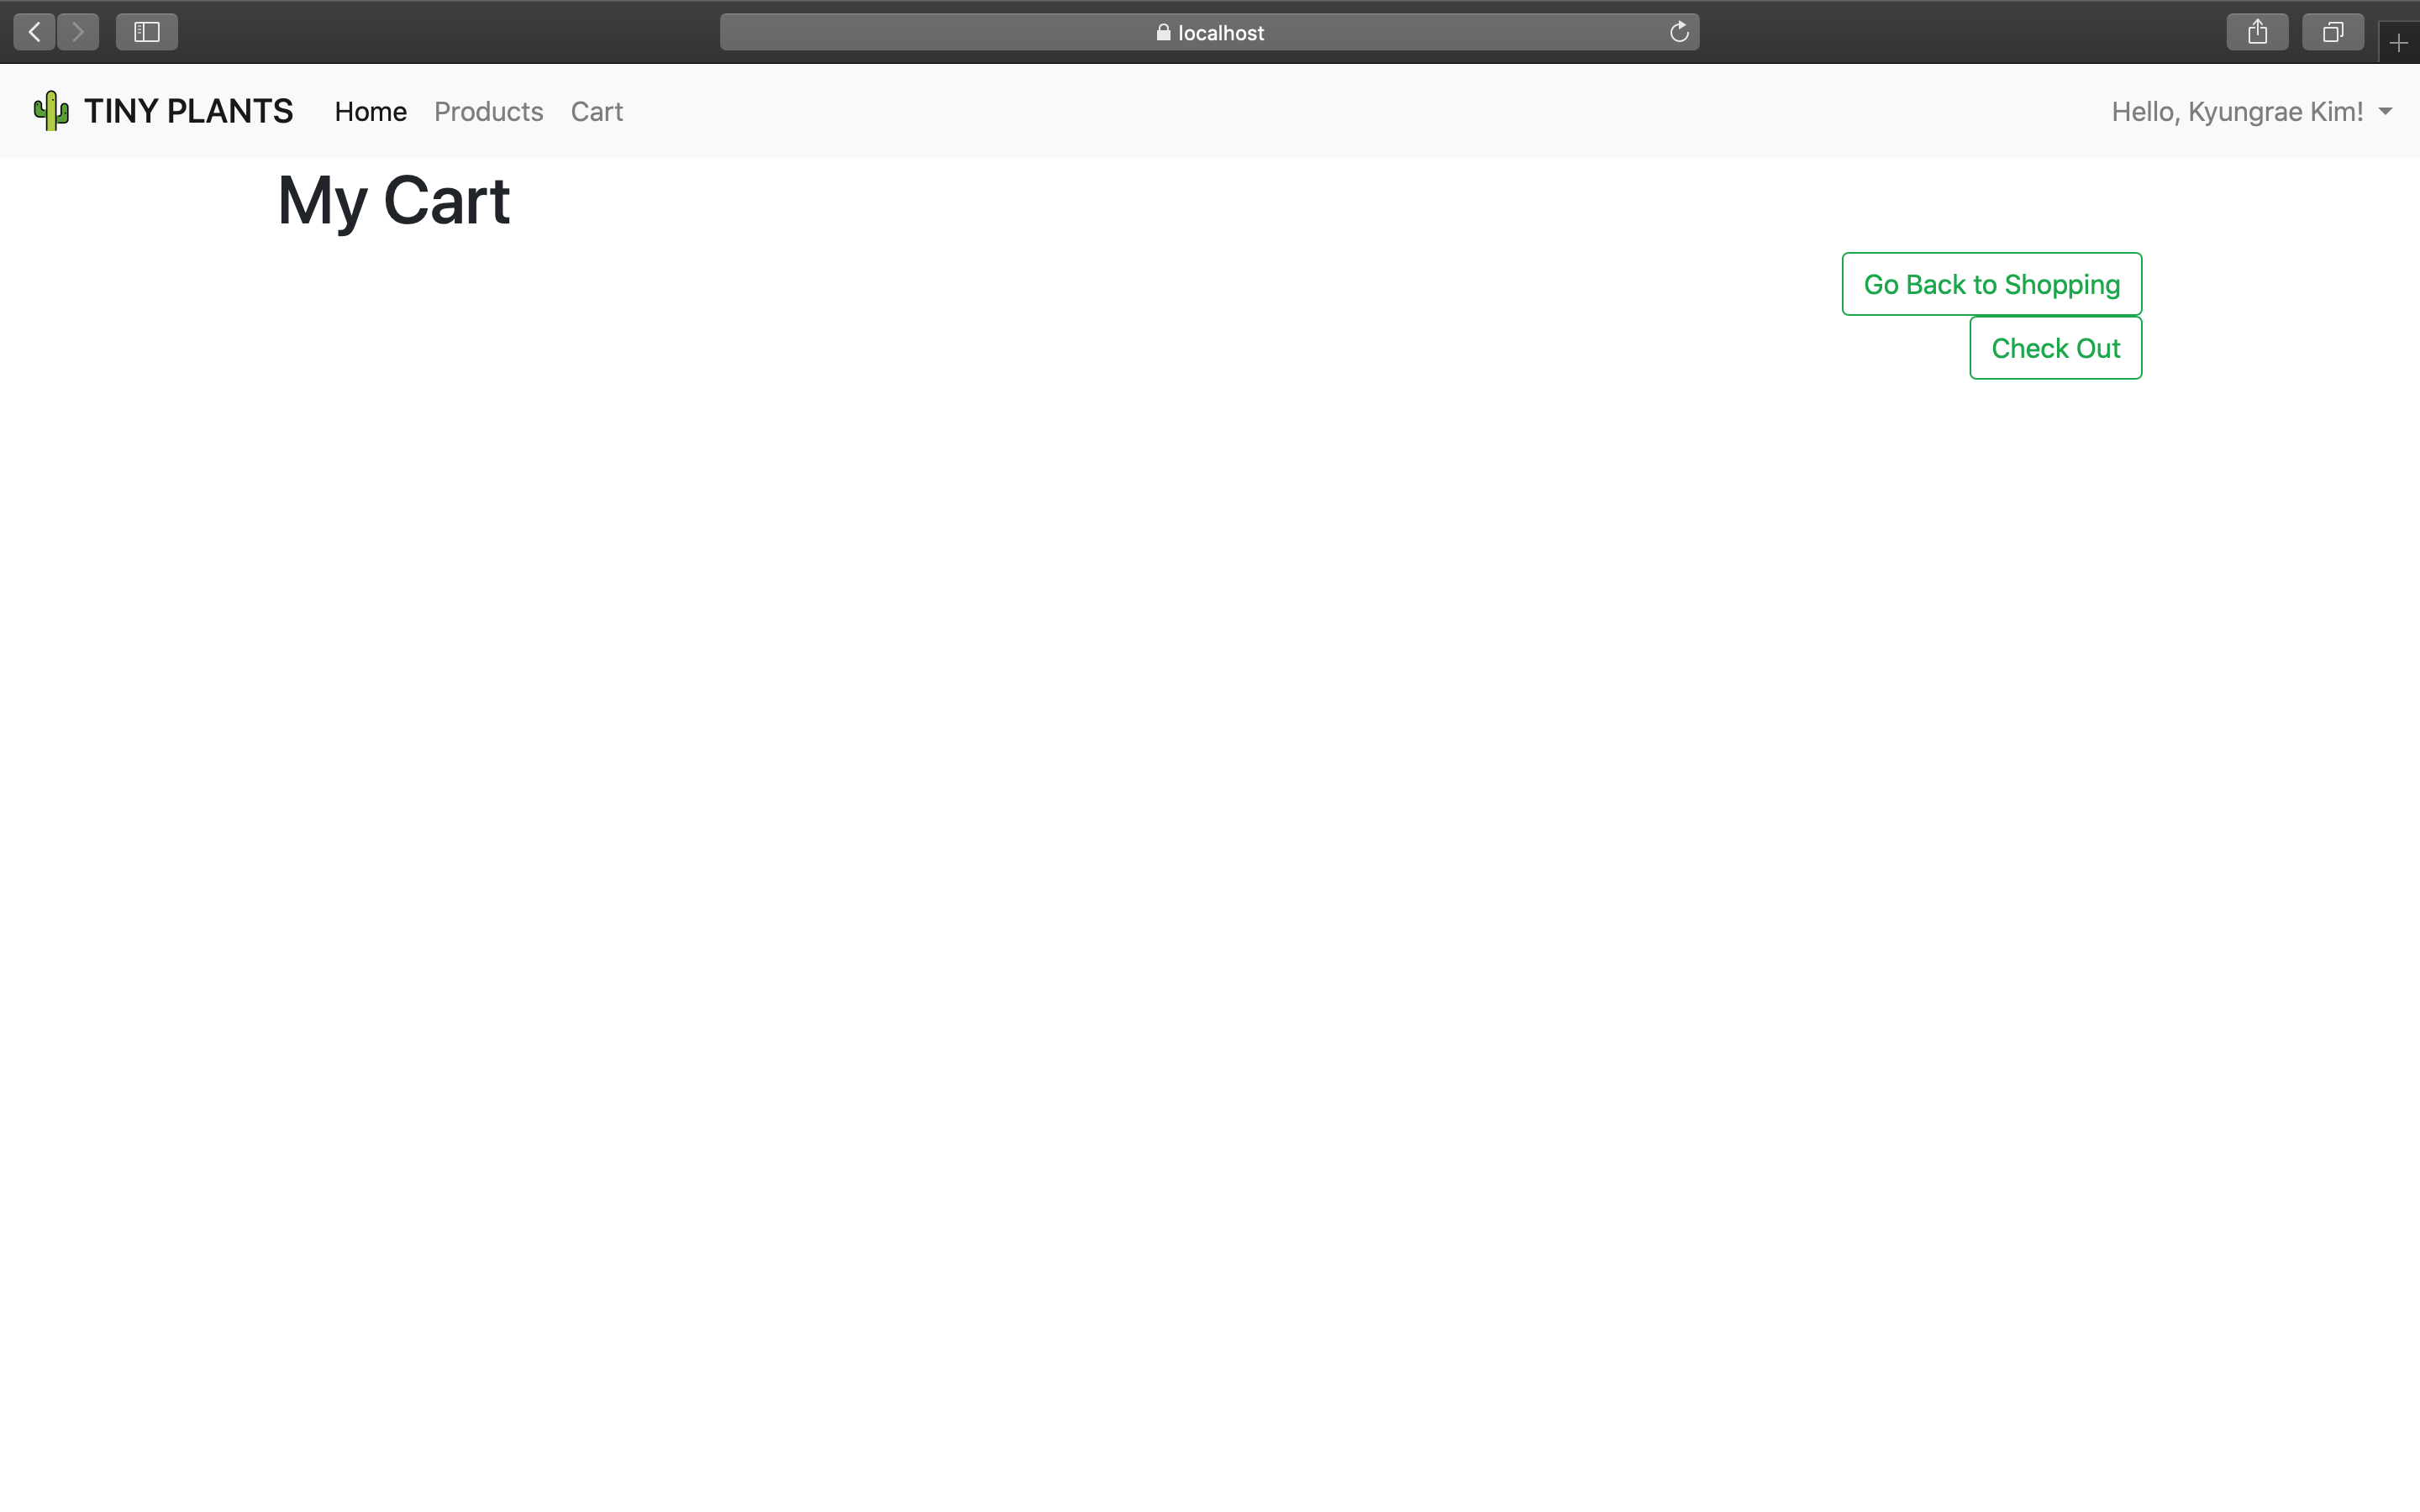 localhost
TINY PLANTS Home Products Cart Hello, Kyungrae Kim!
My Cart
Go Back to Shopping
Check Out